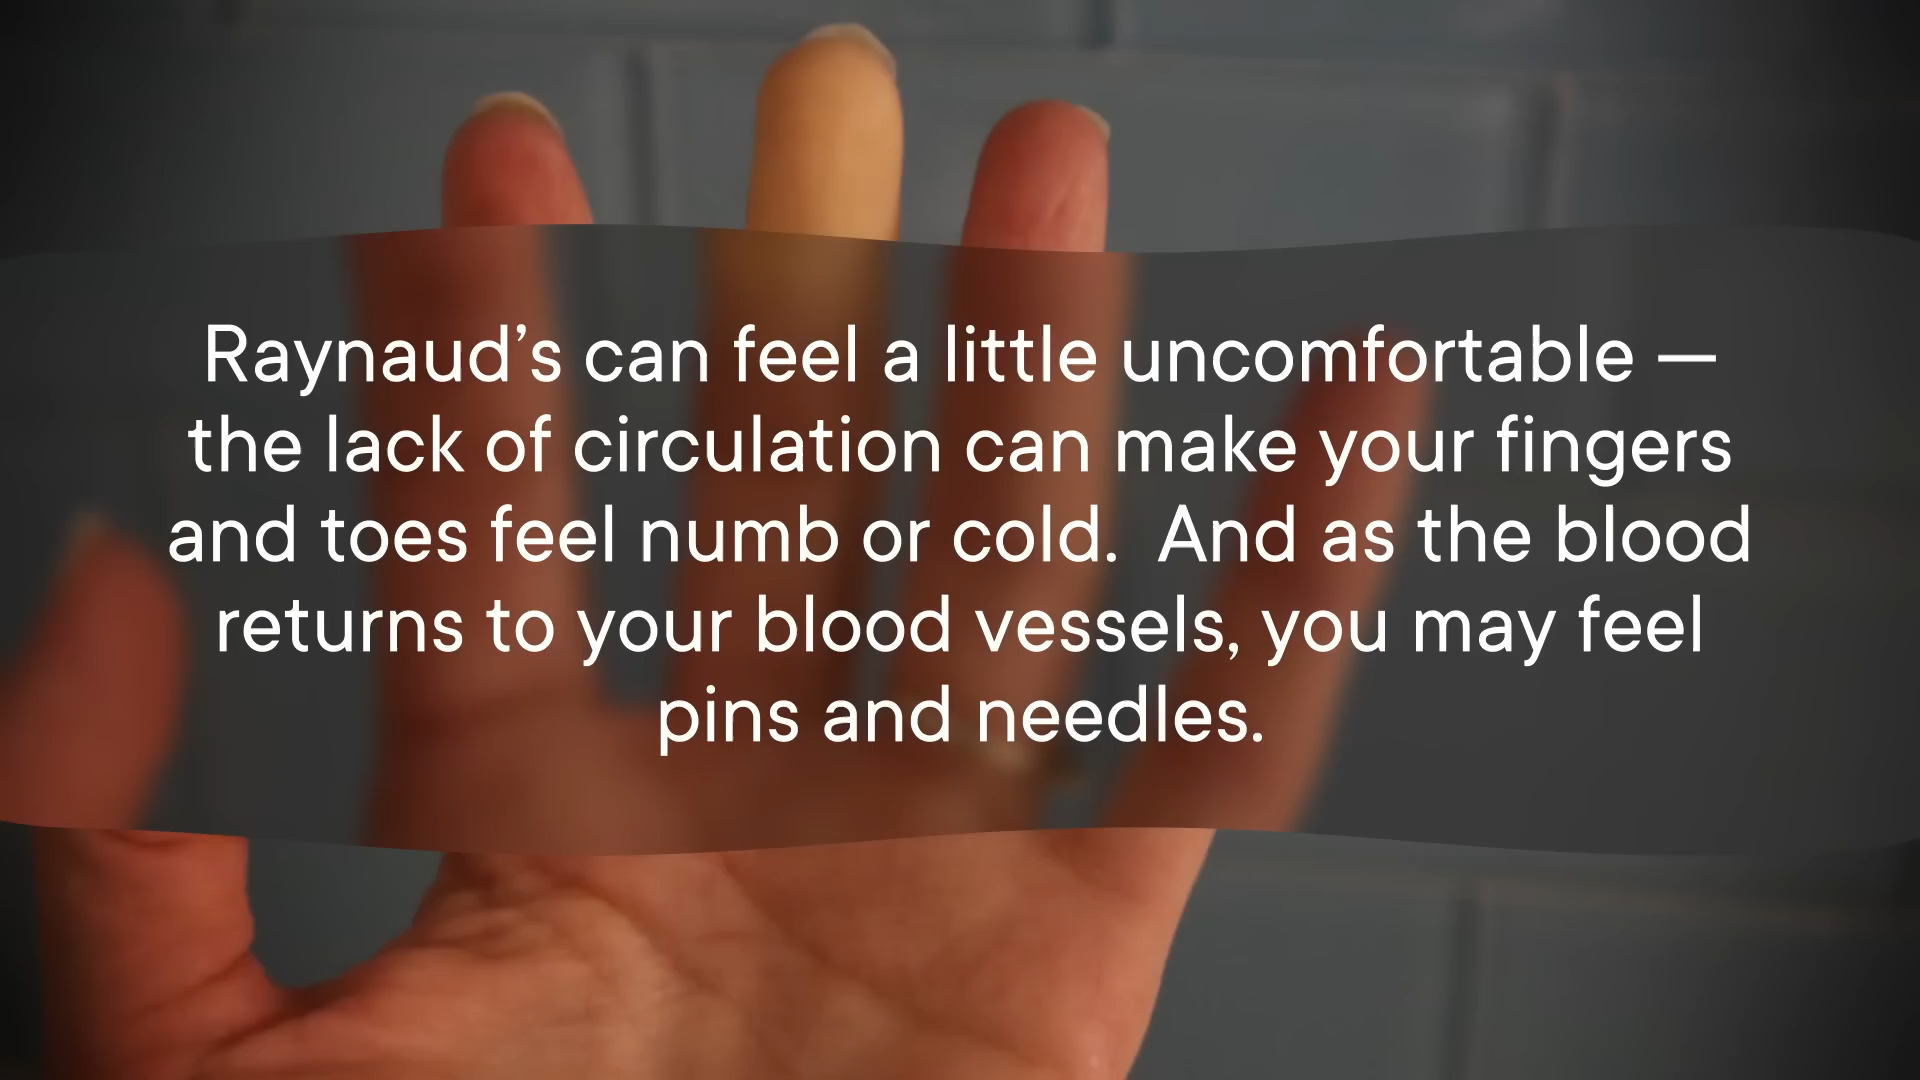 Raynaud’s can feel a little uncomfortable —
the lack of circulation can make your fingers
and toes feel numb or cold.  And as the blood
returns to your blood vessels, you may feel
pins and needles.